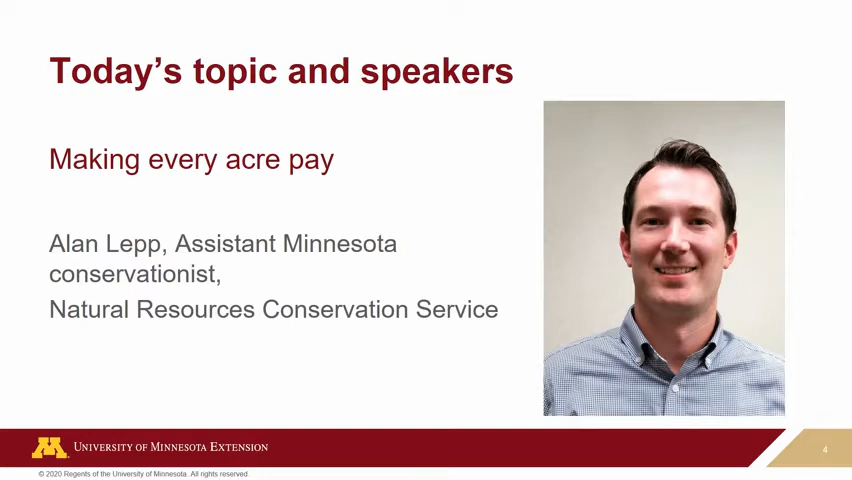 Today’s topic and speakers
Making every acre pay
Alan Lepp, Assistant Minnesota
conservationist,
Natural Resources Conservation Service
UNIVERSITY OF MINNESOTA EXTENSION
4
© 2020 Regents of the University of Minnesota. All rights reserved